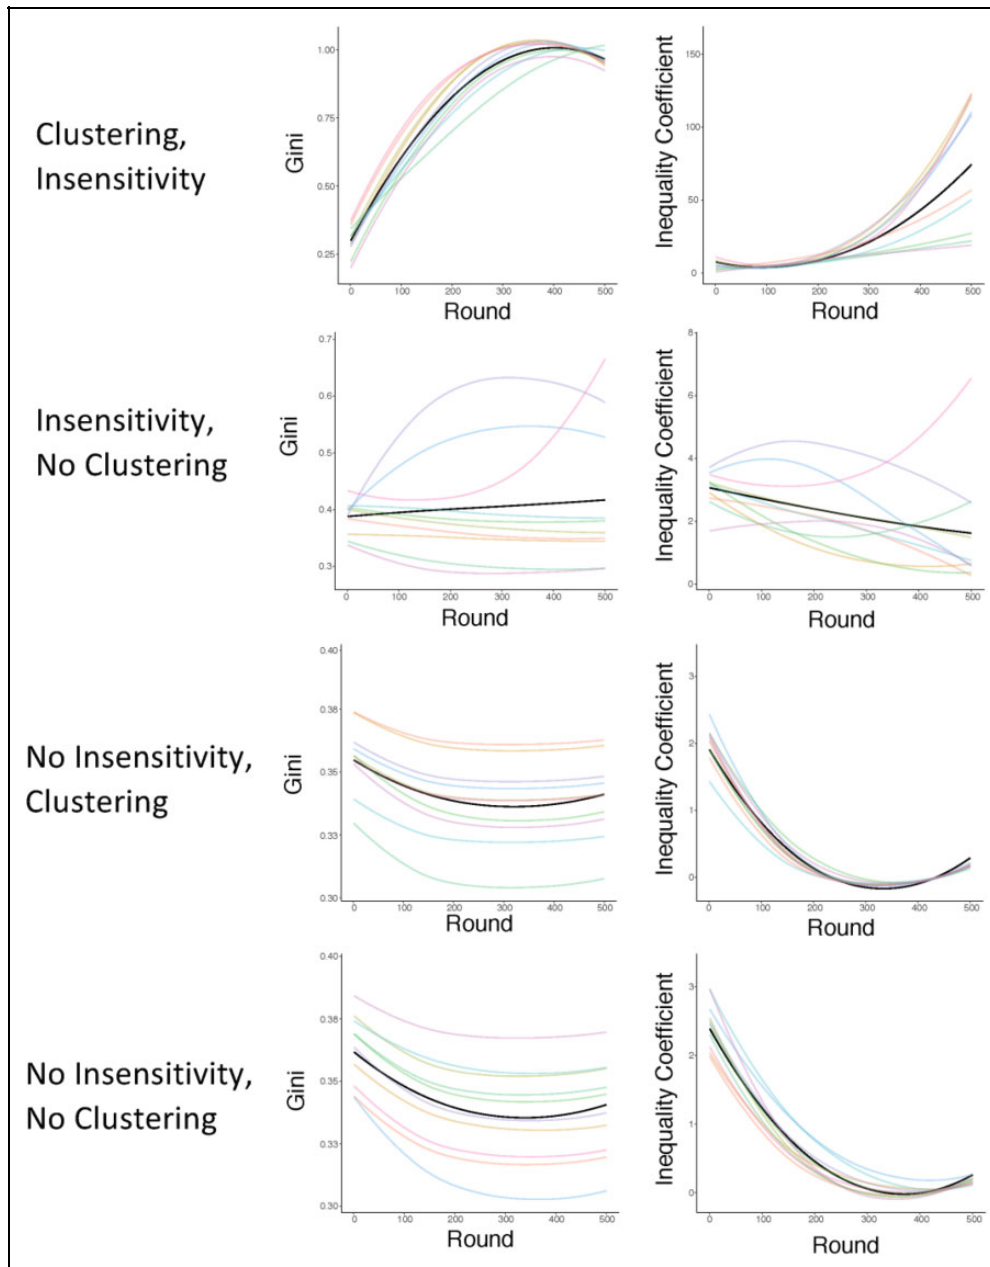 Clustering,
Insensitivity
Gini
1.00
0.75
0.50
0.25
0 100 200 300 400 500
Round
Inequality Coefficient
150
100
50
0
0 100 200 300 400 500
Round
Insensitivity,
No Clustering
Gini
0.7
0.6
0.5
0.4
0.3
0 100 200 300 400 500
Round
Inequality Coefficient
8
6
4
2
0
0 100 200 300 400 500
Round
No Insensitivity,
Clustering
Gini
0.40
0.38
0.35
0.33
0.30
0 100 200 300 400 500
Round
Inequality Coefficient
3
2
1
0
0 100 200 300 400 500
Round
No Insensitivity,
No Clustering
Gini
0.40
0.38
0.35
0.33
0.30
0 100 200 300 400 500
Round
Inequality Coefficient
3
2
1
0
0 100 200 300 400 500
Round